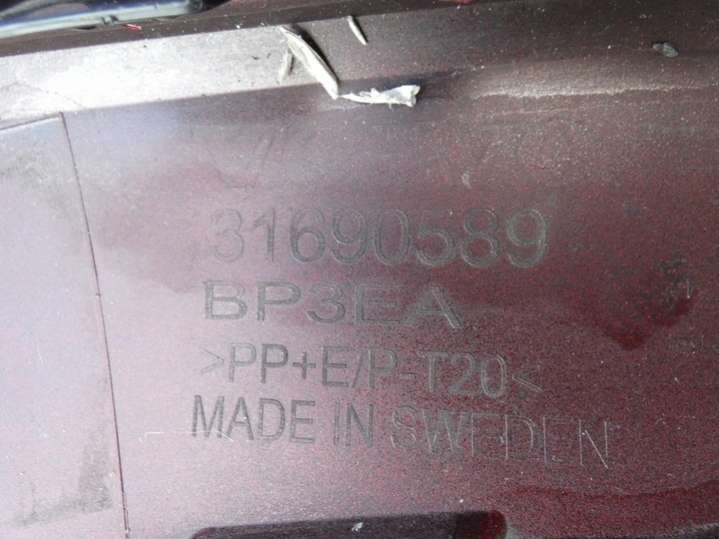 31690589
BP3EA
>PP+E/P-T20<
MADE IN SWEDEN